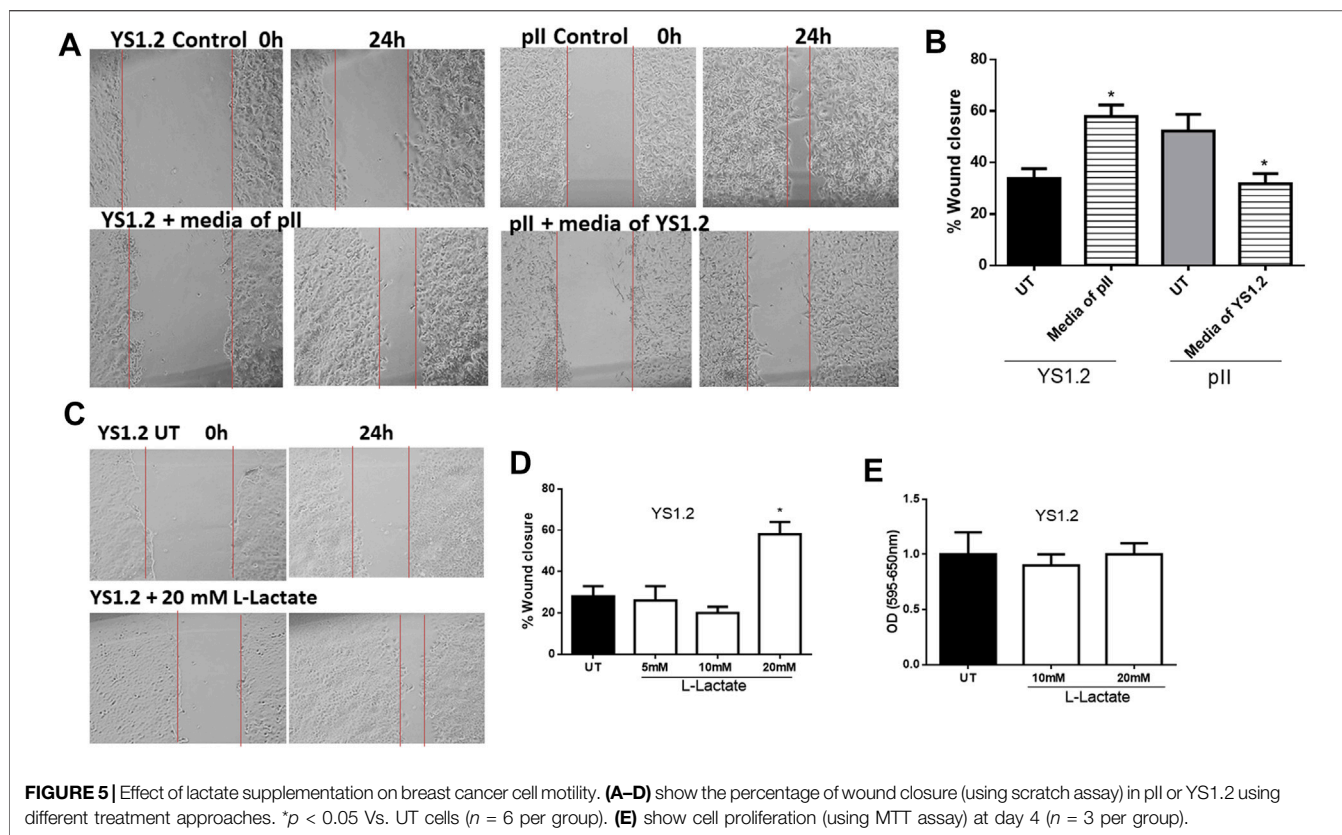 A
YS1.2 Control 0h
24h
pII Control 0h
24h
YS1.2 + media of pII
pII + media of YS1.2
B
% Wound closure
80
60
40
20
0
*
*
UT
Media of pII
UT
Media of YS1.2
YS1.2
pII
C
YS1.2 UT 0h
24h
YS1.2 + 20 mM L-Lactate
D
% Wound closure
80
60
40
20
0
YS1.2
*
UT
5mM
10mM
20mM
L-Lactate
E
OD (595-650nm)
1.5
1.0
0.5
0.0
YS1.2
UT
10mM
20mM
L-Lactate
FIGURE 5 | Effect of lactate supplementation on breast cancer cell motility. (A–D) show the percentage of wound closure (using scratch assay) in pII or YS1.2 using
different treatment approaches. *p < 0.05 Vs. UT cells (n = 6 per group). (E) show cell proliferation (using MTT assay) at day 4 (n = 3 per group).